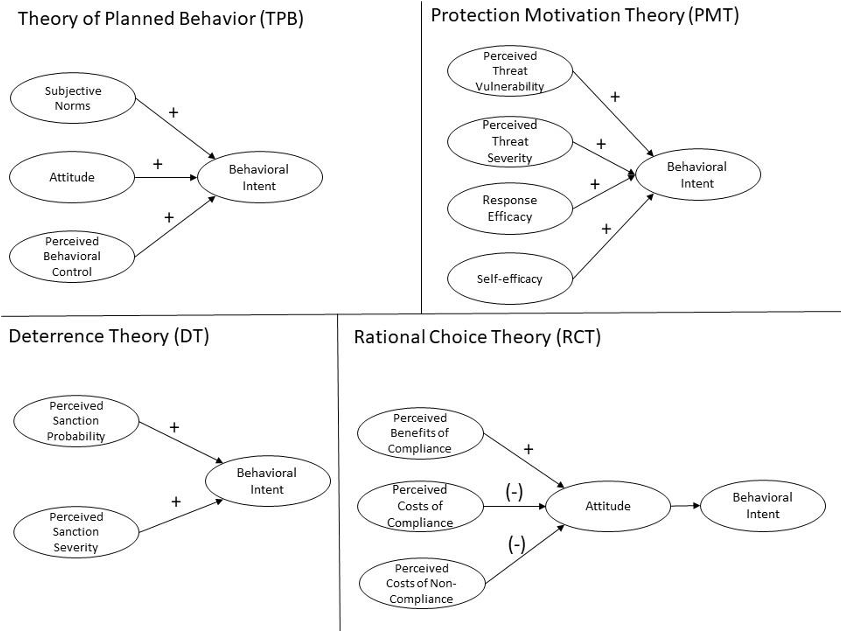 Theory of Planned Behavior (TPB)
Subjective
Norms
+
Attitude
+
Perceived
Behavioral
Control
+
Behavioral
Intent
Protection Motivation Theory (PMT)
Perceived
Threat
Vulnerability
+
Perceived
Threat
Severity
+
Response
Efficacy
+
Self-efficacy
+
Behavioral
Intent
Deterrence Theory (DT)
Perceived
Sanction
Probability
+
Perceived
Sanction
Severity
+
Behavioral
Intent
Rational Choice Theory (RCT)
Perceived
Benefits of
Compliance
+
Perceived
Costs of
Compliance
(-)
Perceived
Costs of Non-
Compliance
(-)
Attitude
Behavioral
Intent